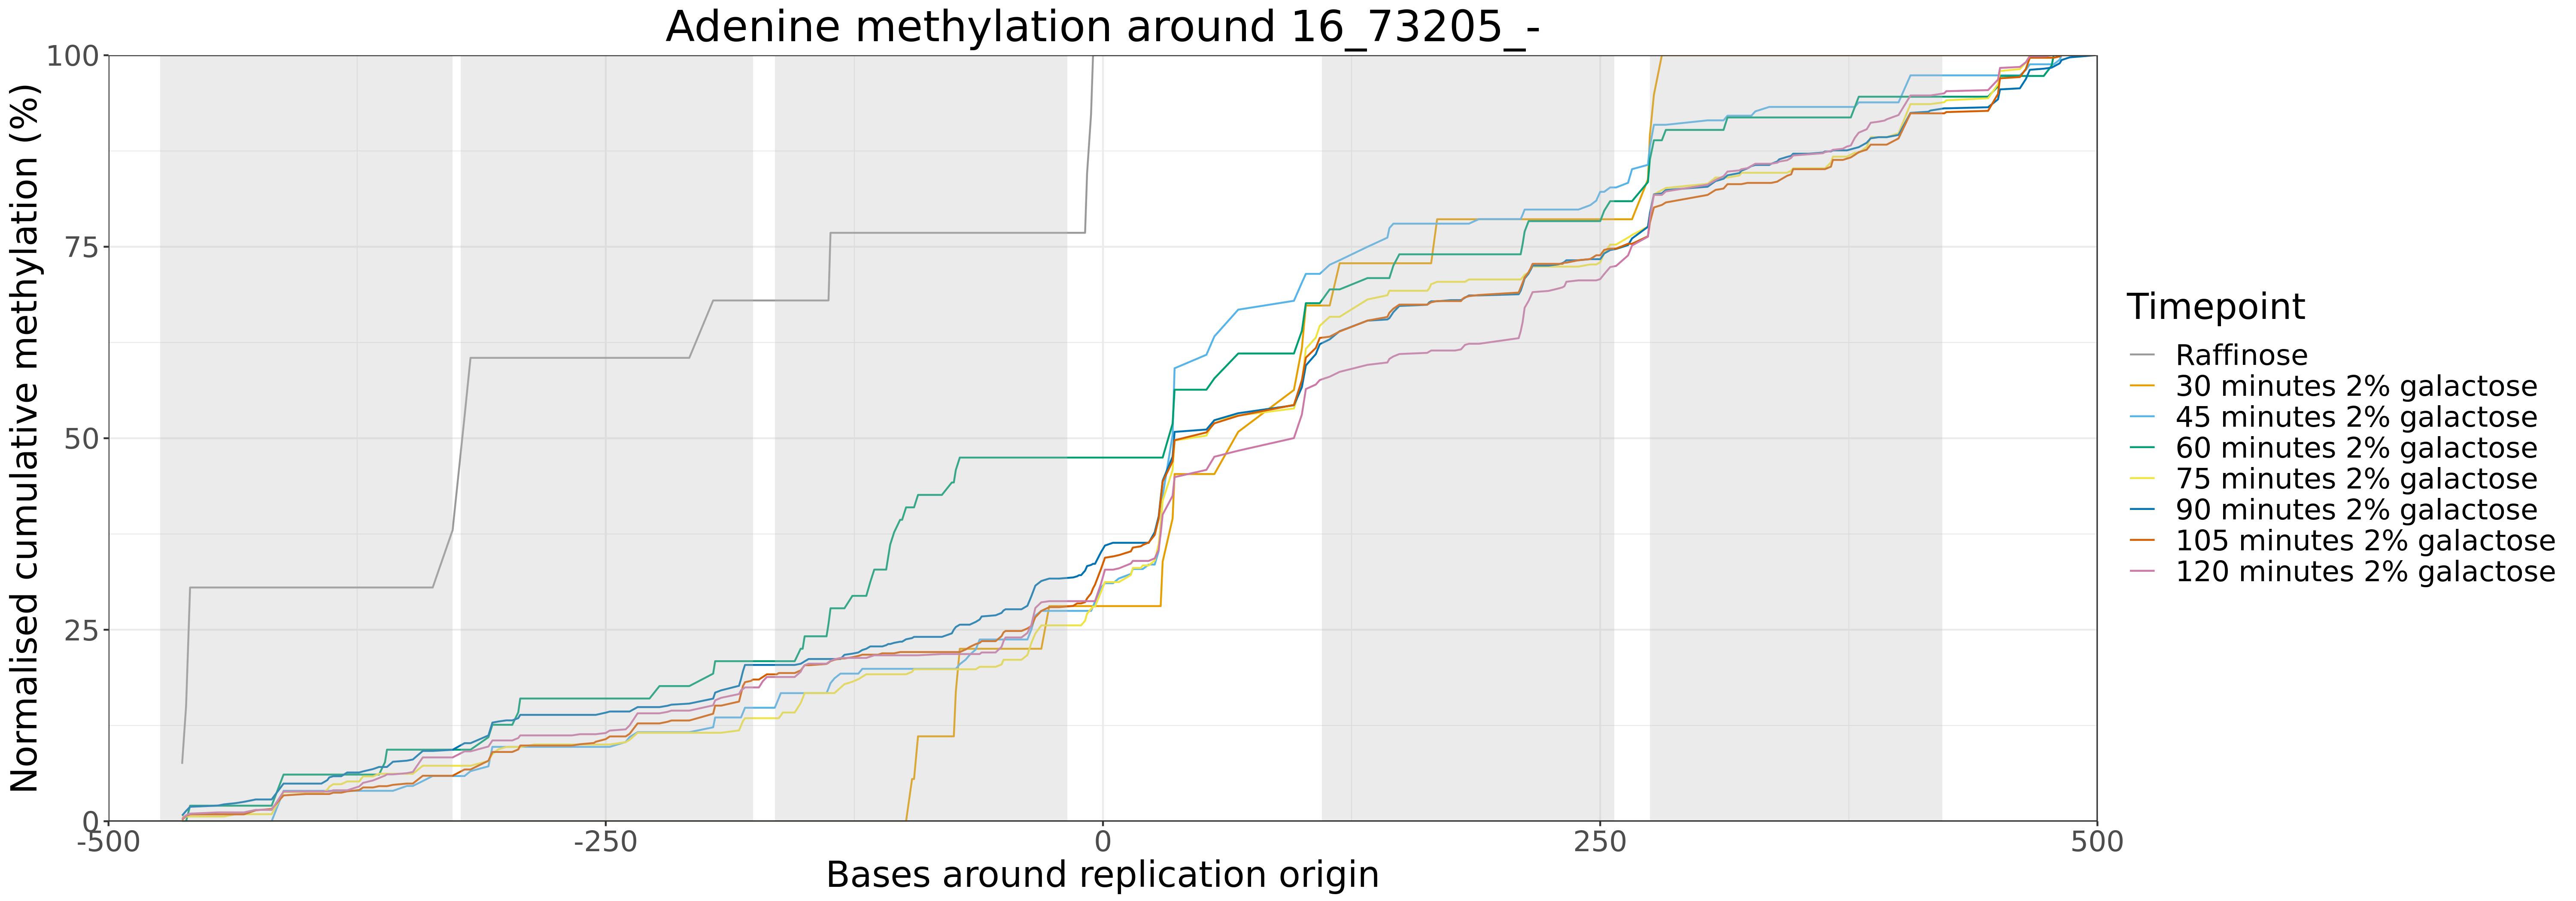 Adenine methylation around 16_73205_-
Normalised cumulative methylation (%)
100
75
50
25
0
-500
-250
0
250
500
Bases around replication origin
Timepoint
Raffinose
30 minutes 2% galactose
45 minutes 2% galactose
60 minutes 2% galactose
75 minutes 2% galactose
90 minutes 2% galactose
105 minutes 2% galactose
120 minutes 2% galactose